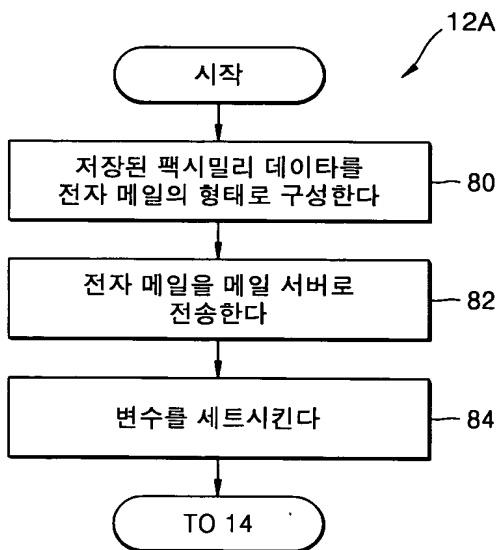 12A
시작
저장된 팩시밀리 데이타를
전자 메일의 형태로 구성한다
80
전자 메일을 메일 서버로
전송한다
82
변수를 세트시킨다
84
TO 14